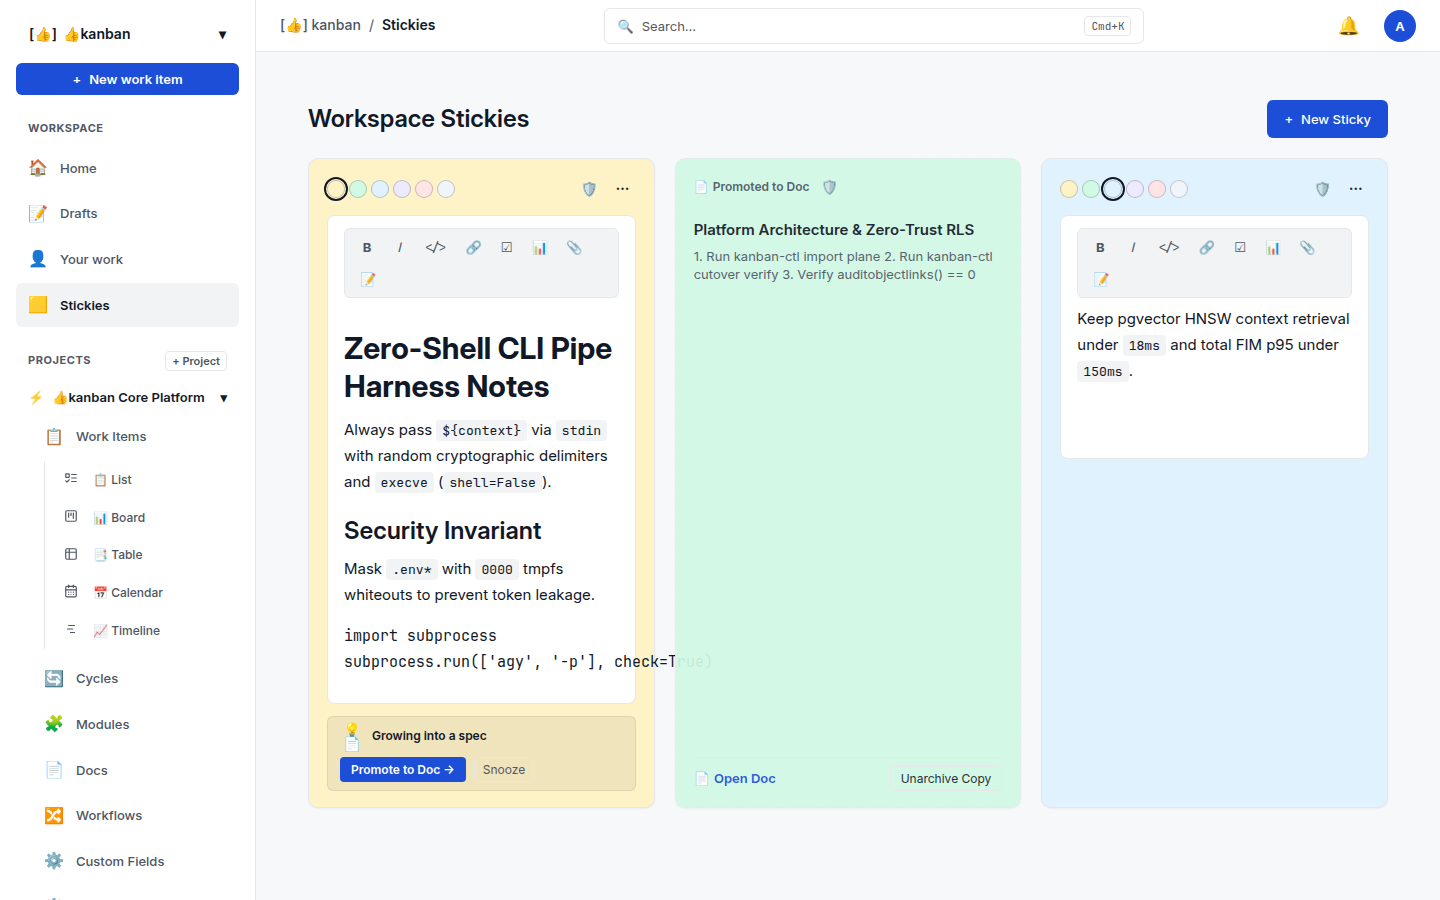 [👍] 👍kanban ▼
+ New work item
WORKSPACE
🏠 Home
📝 Drafts
👤 Your work
🟨 Stickies
PROJECTS + Project
⚡ 👍kanban Core Platform ▼
📋 Work Items
📋 List
📊 Board
📑 Table
📅 Calendar
📈 Timeline
🔄 Cycles
🧩 Modules
📄 Docs
🔀 Workflows
⚙️ Custom Fields
[👍] kanban / Stickies
🔍 Search... Cmd+K
🔔 A
Workspace Stickies
+ New Sticky
🛡️ ···
B I </> 🔗 ☑ 📊 📎
📝
Zero-Shell CLI Pipe
Harness Notes
Always pass ${context} via stdin
with random cryptographic delimiters
and execve ( shell=False ).
Security Invariant
Mask .env* with 0000 tmpfs
whiteouts to prevent token leakage.
import subprocess
subprocess.run(['agy', '-p'], check=True)
💡 📄 Growing into a spec
Promote to Doc → Snooze
📄 Promoted to Doc 🛡️
Platform Architecture & Zero-Trust RLS
1. Run kanban-ctl import plane 2. Run kanban-ctl
cutover verify 3. Verify auditobjectlinks() == 0
📄 Open Doc Unarchive Copy
🛡️ ···
B I </> 🔗 ☑ 📊 📎
📝
Keep pgvector HNSW context retrieval
under 18ms and total FIM p95 under
150ms .